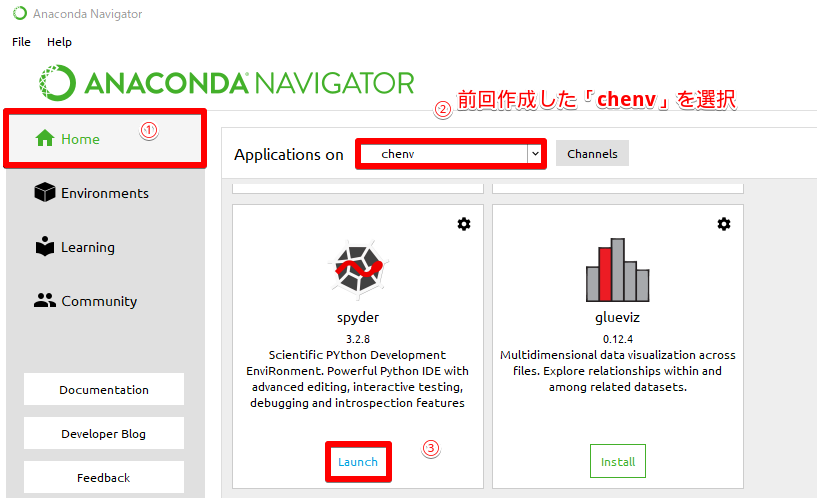 Anaconda Navigator
File Help
ANACONDA NAVIGATOR
② 前回作成した「chenv」を選択
Home ①
Applications on chenv Channels
Environments
Learning
Community
Documentation
Developer Blog
Feedback
spyder
3.2.8
Scientific PYthon Development
EnviRonment. Powerful Python IDE with
advanced editing, interactive testing,
debugging and introspection features
Launch ③
glueviz
0.12.4
Multidimensional data visualization across
files. Explore relationships within and
among related datasets.
Install